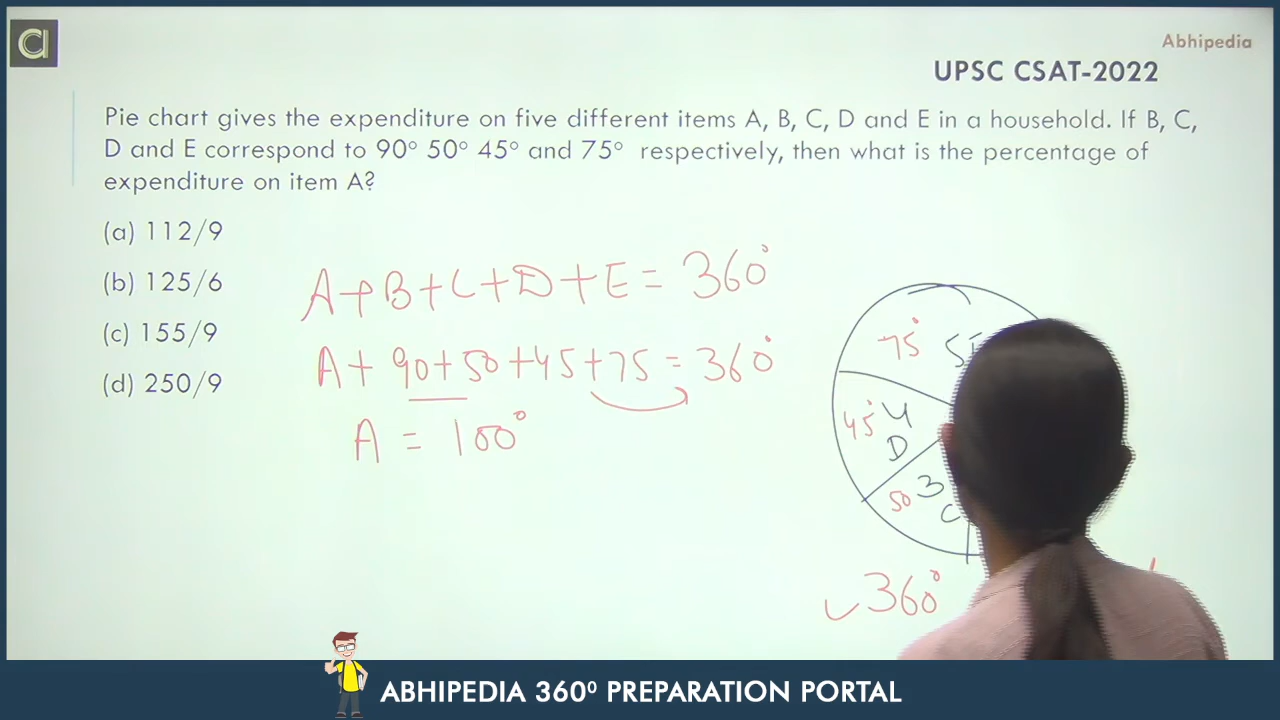 Abhipedia
UPSC CSAT-2022
Pie chart gives the expenditure on five different items A, B, C, D and E in a household. If B, C,
D and E correspond to 90° 50° 45° and 75° respectively, then what is the percentage of
expenditure on item A?
(a) 112/9
(b) 125/6
(c) 155/9
(d) 250/9
A+B+C+D+E = 360°
A+ 90+50+45+75 = 360°
A = 100°
75° 5
45° 4
D
50 3
C
360°
ABHIPEDIA 360⁰ PREPARATION PORTAL